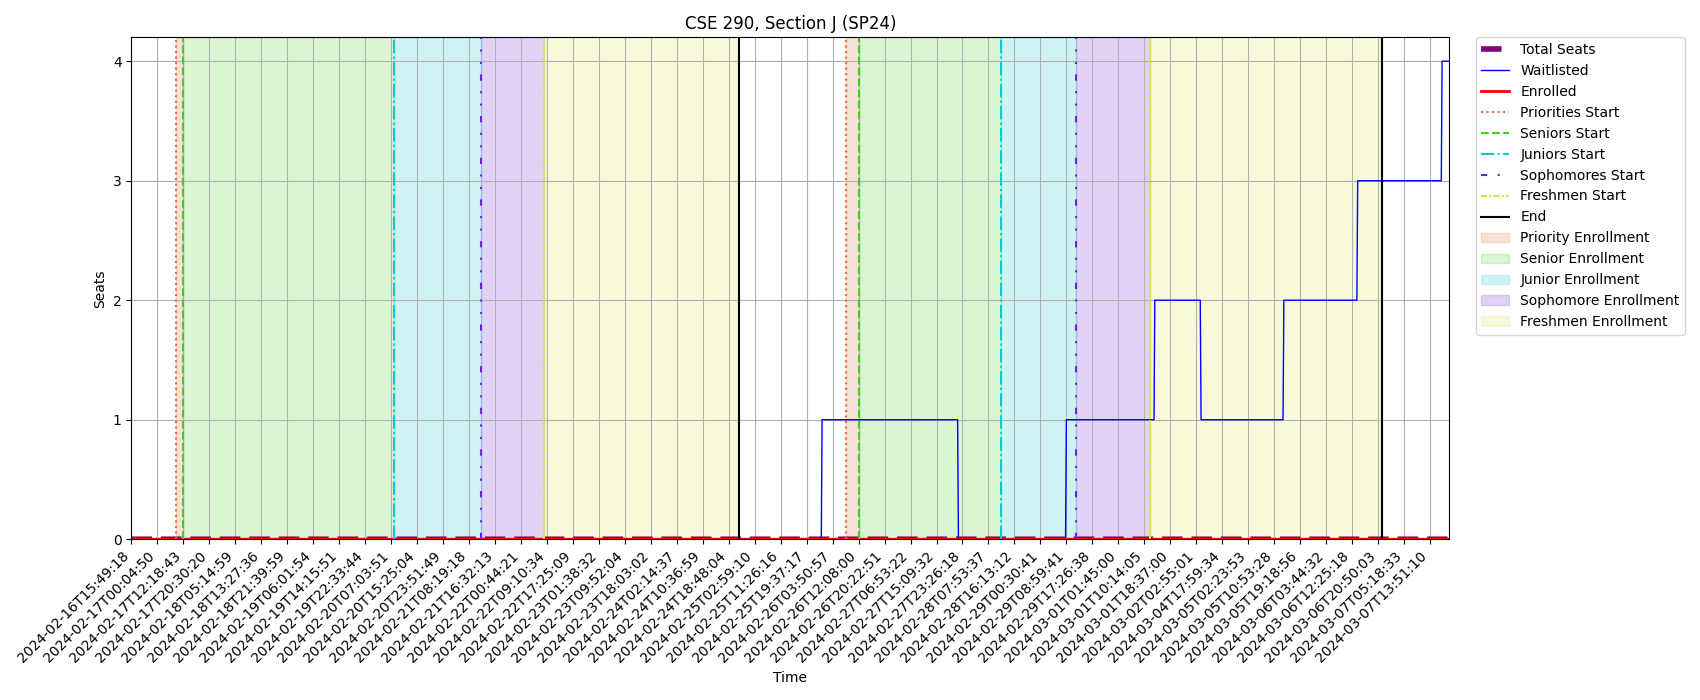 CSE 290, Section J (SP24)
Seats
4
3
2
1
0
2024-02-16T15:49:18
2024-02-17T00:04:50
2024-02-17T12:18:43
2024-02-17T20:30:20
2024-02-18T05:14:59
2024-02-18T13:27:36
2024-02-18T21:39:59
2024-02-19T06:01:54
2024-02-19T14:15:51
2024-02-19T22:33:44
2024-02-20T07:03:51
2024-02-20T15:25:04
2024-02-20T23:51:49
2024-02-21T08:19:18
2024-02-21T16:32:13
2024-02-22T00:44:21
2024-02-22T09:10:34
2024-02-22T17:25:09
2024-02-23T01:38:32
2024-02-23T09:52:04
2024-02-23T18:03:02
2024-02-24T02:14:37
2024-02-24T10:36:59
2024-02-24T18:48:04
2024-02-25T02:59:10
2024-02-25T11:26:16
2024-02-25T19:37:17
2024-02-26T03:50:57
2024-02-26T12:08:00
2024-02-26T20:22:51
2024-02-27T06:53:22
2024-02-27T15:09:32
2024-02-27T23:26:18
2024-02-28T07:53:37
2024-02-28T16:13:12
2024-02-29T00:30:41
2024-02-29T08:59:41
2024-02-29T17:26:38
2024-03-01T01:45:00
2024-03-01T10:14:05
2024-03-01T18:37:00
2024-03-02T02:55:01
2024-03-04T17:59:34
2024-03-05T02:23:53
2024-03-05T10:53:28
2024-03-05T19:18:56
2024-03-06T03:44:32
2024-03-06T12:25:18
2024-03-06T20:50:03
2024-03-07T05:18:33
2024-03-07T13:51:10
Time
Total Seats
Waitlisted
Enrolled
Priorities Start
Seniors Start
Juniors Start
Sophomores Start
Freshmen Start
End
Priority Enrollment
Senior Enrollment
Junior Enrollment
Sophomore Enrollment
Freshmen Enrollment